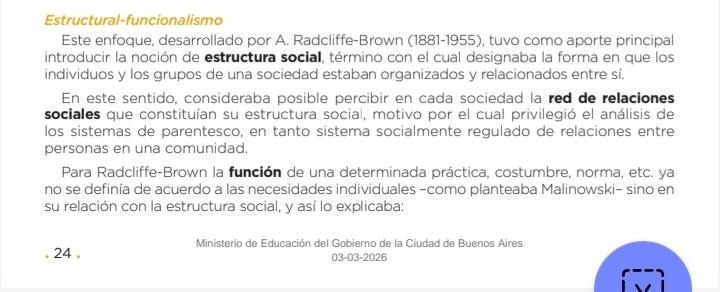 Estructural-funcionalismo
Este enfoque, desarrollado por A. Radcliffe-Brown (1881-1955), tuvo como aporte principal
introducir la noción de estructura social, término con el cual designaba la forma en que los
individuos y los grupos de una sociedad estaban organizados y relacionados entre sí.
En este sentido, consideraba posible percibir en cada sociedad la red de relaciones
sociales que constituían su estructura social, motivo por el cual privilegió el análisis de
los sistemas de parentesco, en tanto sistema socialmente regulado de relaciones entre
personas en una comunidad.
Para Radcliffe-Brown la función de una determinada práctica, costumbre, norma, etc. ya
no se definía de acuerdo a las necesidades individuales –como planteaba Malinowski– sino en
su relación con la estructura social, y así lo explicaba:
. 24 .
Ministerio de Educación del Gobierno de la Ciudad de Buenos Aires
03-03-2026